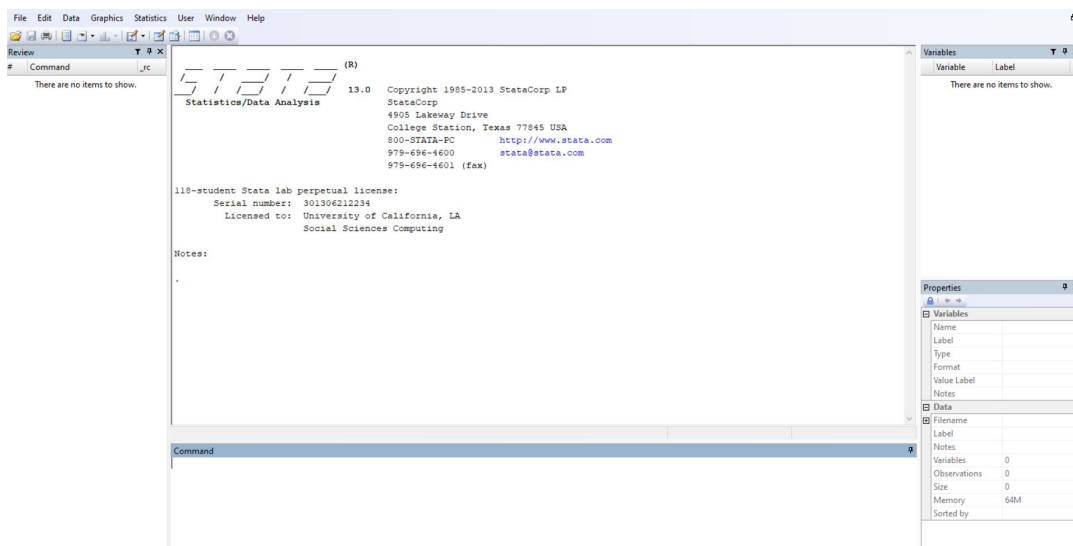 File Edit Data Graphics Statistics User Window Help
Review
# Command _rc
There are no items to show.
(R)
13.0 Copyright 1985-2013 StataCorp LP
Statistics/Data Analysis StataCorp
4905 Lakeway Drive
College Station, Texas 77845 USA
800-STATA-PC http://www.stata.com
979-696-4600 stata@stata.com
979-696-4601 (fax)
118-student Stata lab perpetual license:
Serial number: 301306212234
Licensed to: University of California, LA
Social Sciences Computing
Notes:
.
Command
Variables
Variable Label
There are no items to show.
Properties
Variables
Name
Label
Type
Format
Value Label
Notes
Data
Filename
Label
Notes
Variables 0
Observations 0
Size 0
Memory 64M
Sorted by